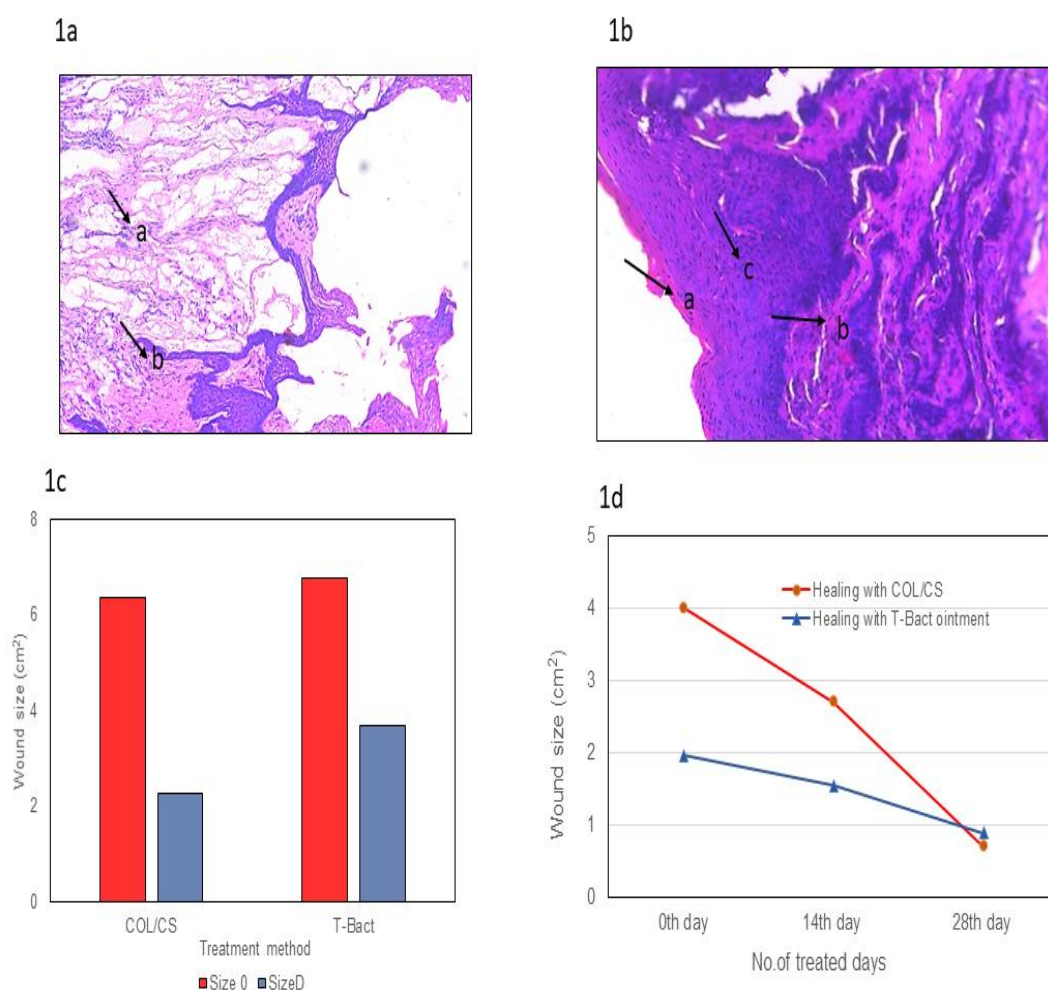 1a
1b
a
b
a
b
c
1c
8
6
4
2
0
Wound size (cm²)
COL/CS
T-Bact
Treatment method
Size 0
SizeD
1d
5
4
3
2
1
0
Wound size (cm²)
Healing with COL/CS
Healing with T-Bact ointment
0th day
14th day
28th day
No.of treated days